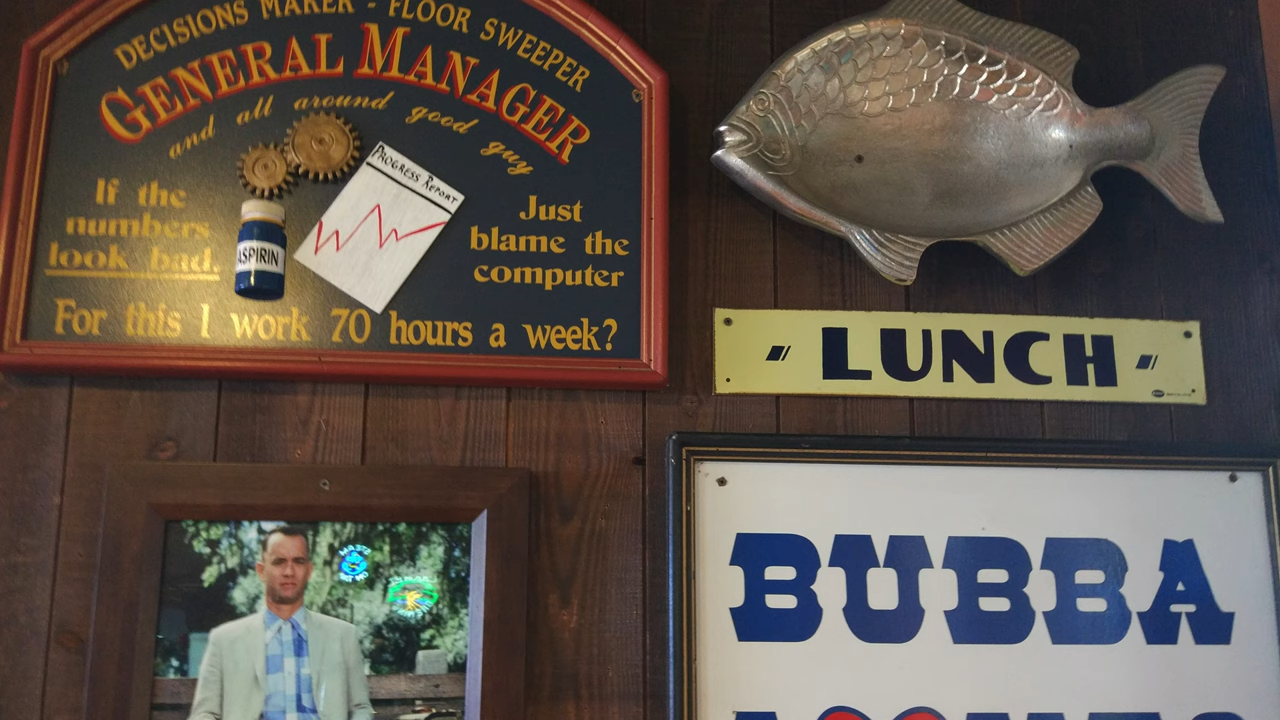 DECISIONS MAKER - FLOOR SWEEPER
GENERAL MANAGER
and all around good guy
PROGRESS REPORT
If the
numbers
look bad.
ASPIRIN
Just
blame the
computer
For this I work 70 hours a week?
LUNCH
BUBBA